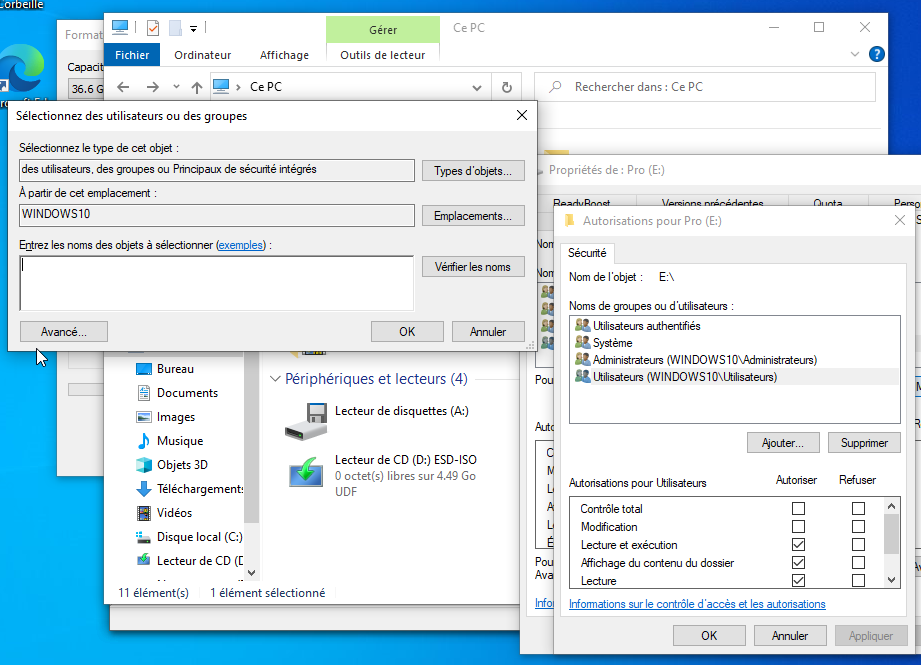 Corbeille
Format
Gérer
Ce PC
Fichier
Ordinateur
Affichage
Outils de lecteur
Capacit
36.6 G
Ce PC
Rechercher dans : Ce PC
Sélectionnez des utilisateurs ou des groupes
Sélectionnez le type de cet objet :
des utilisateurs, des groupes ou Principaux de sécurité intégrés
Types d'objets...
À partir de cet emplacement :
WINDOWS10
Emplacements...
Entrez les noms des objets à sélectionner (exemples) :
Vérifier les noms
Avancé...
OK
Annuler
Propriétés de : Pro (E:)
ReadyBoost
Versions précédentes
Quota
Perso
Nom
Nom
Pou
Auto
Pou
Ava
Infor
Autorisations pour Pro (E:)
Sécurité
Nom de l'objet :
E:\
Noms de groupes ou d'utilisateurs :
Utilisateurs authentifiés
Système
Administrateurs (WINDOWS10\Administrateurs)
Utilisateurs (WINDOWS10\Utilisateurs)
Ajouter...
Supprimer
Autorisations pour Utilisateurs
Autoriser
Refuser
Contrôle total
Modification
Lecture et exécution
Affichage du contenu du dossier
Lecture
Informations sur le contrôle d'accès et les autorisations
OK
Annuler
Appliquer
Bureau
Documents
Images
Musique
Objets 3D
Téléchargements
Vidéos
Disque local (C:)
Lecteur de CD (D
Périphériques et lecteurs (4)
Lecteur de disquettes (A:)
Lecteur de CD (D:) ESD-ISO
0 octet(s) libres sur 4.49 Go
UDF
11 élément(s)
1 élément sélectionné